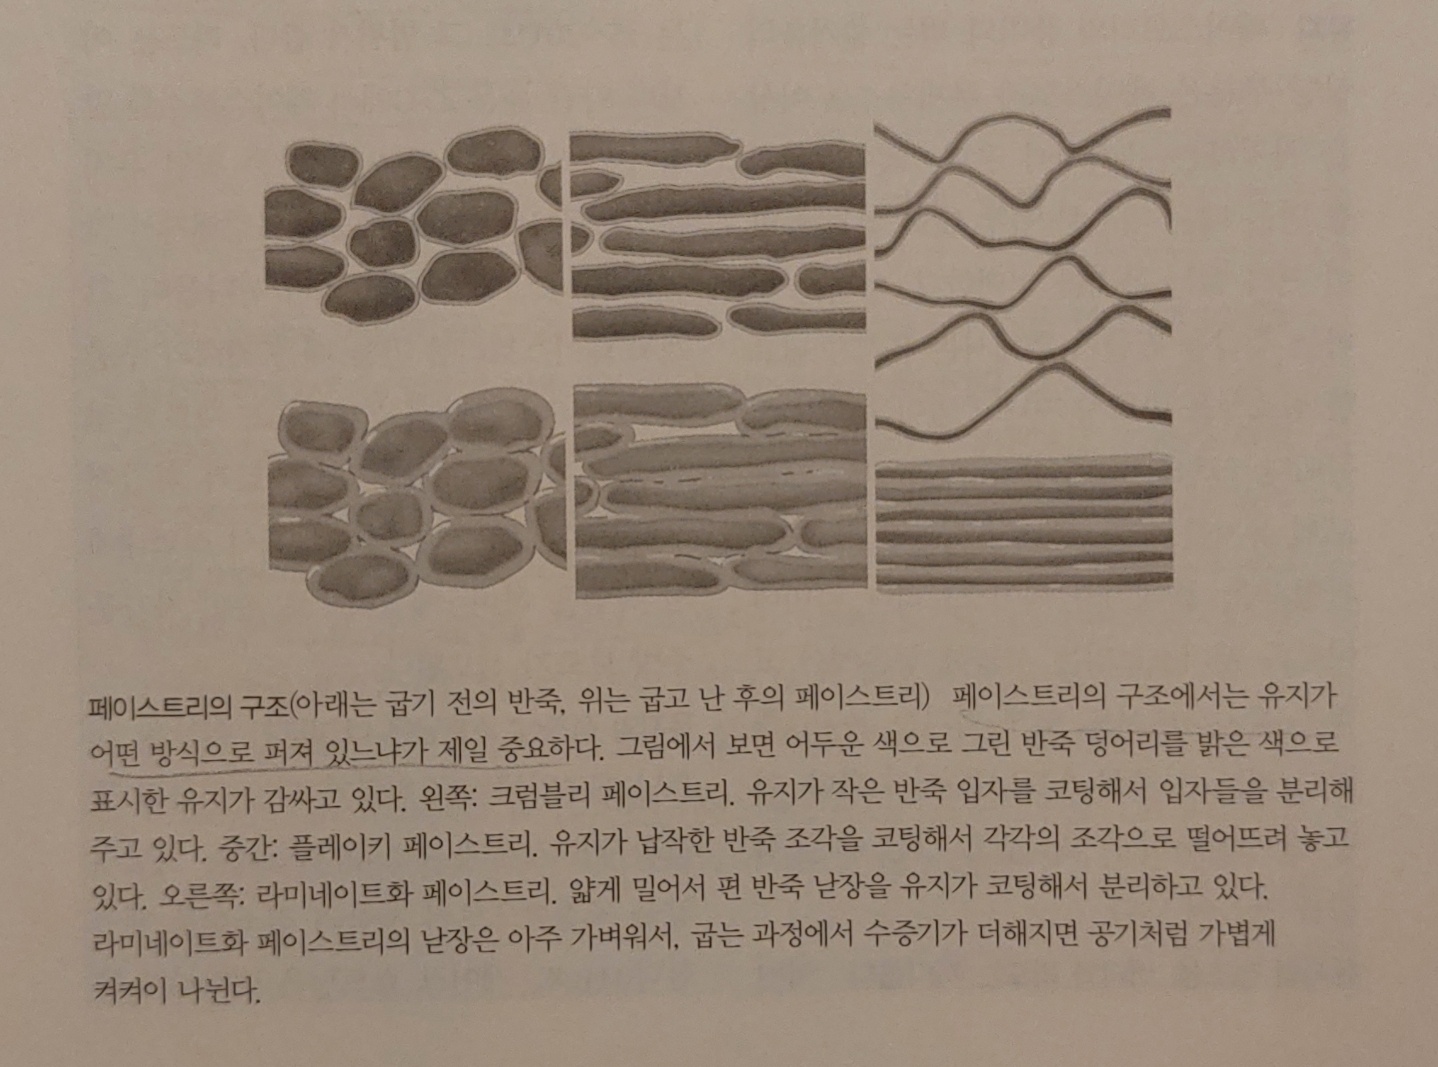 페이스트리의 구조(아래는 굽기 전의 반죽, 위는 굽고 난 후의 페이스트리) 페이스트리의 구조에서는 유지가
어떤 방식으로 퍼져 있느냐가 제일 중요하다. 그림에서 보면 어두운 색으로 그린 반죽 덩어리를 밝은 색으로
표시한 유지가 감싸고 있다. 왼쪽: 크럼블리 페이스트리. 유지가 작은 반죽 입자를 코팅해서 입자들을 분리해
주고 있다. 중간: 플레이키 페이스트리. 유지가 납작한 반죽 조각을 코팅해서 각각의 조각으로 떨어뜨려 놓고
있다. 오른쪽: 라미네이트화 페이스트리. 얇게 밀어서 편 반죽 낱장을 유지가 코팅해서 분리하고 있다.
라미네이트화 페이스트리의 낱장은 아주 가벼워서, 굽는 과정에서 수증기가 더해지면 공기처럼 가볍게
켜켜이 나뉜다.